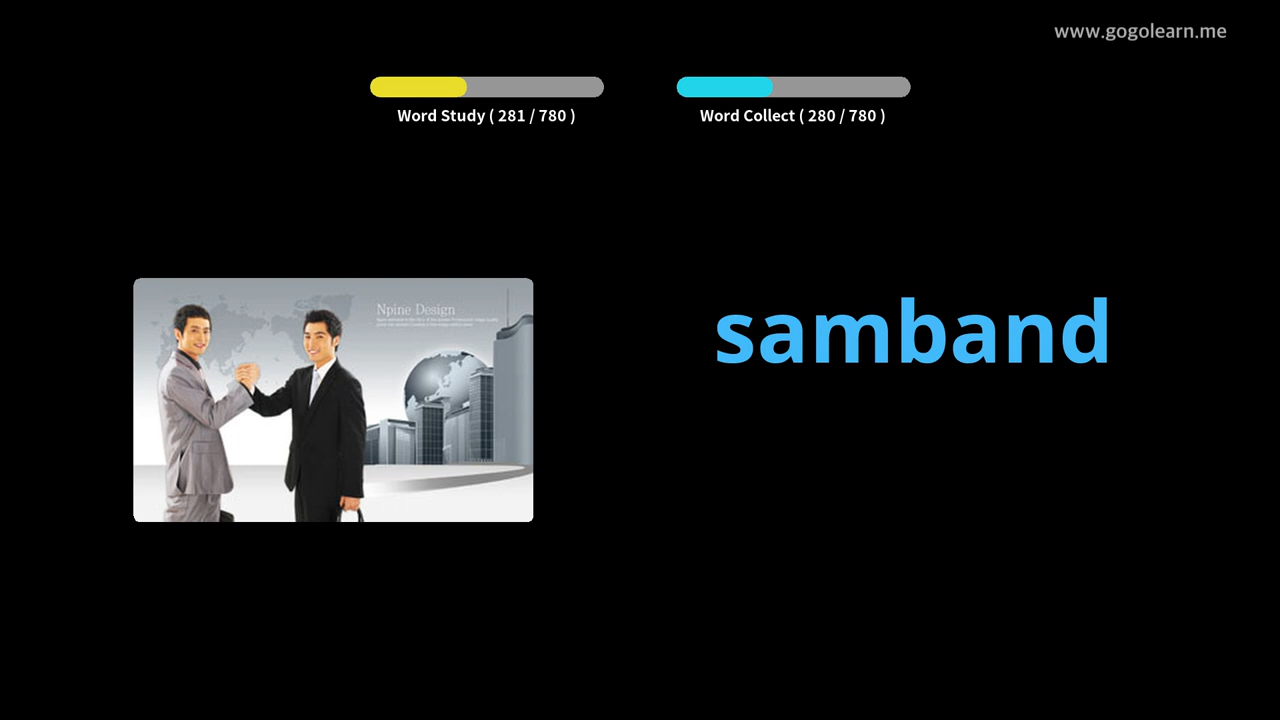 www.gogolearn.me
Word Study ( 281 / 780 )
Word Collect ( 280 / 780 )
Npine Design
samband